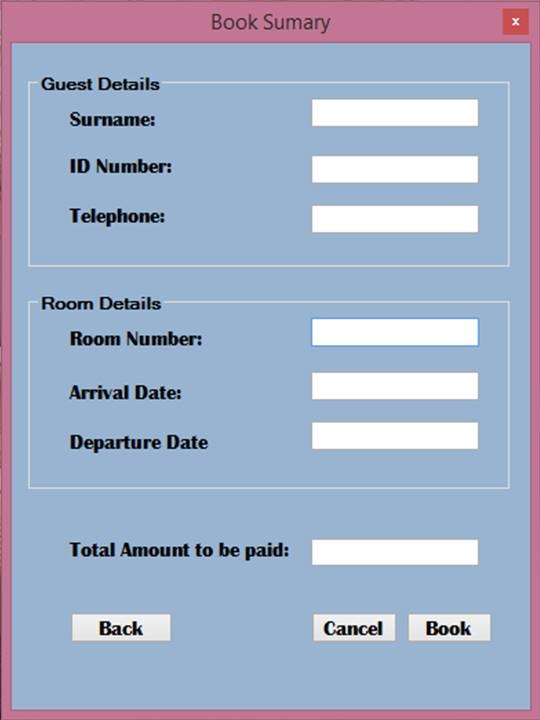 Book Sumary
x
Guest Details
Surname:
ID Number:
Telephone:
Room Details
Room Number:
Arrival Date:
Departure Date
Total Amount to be paid:
Back
Cancel
Book